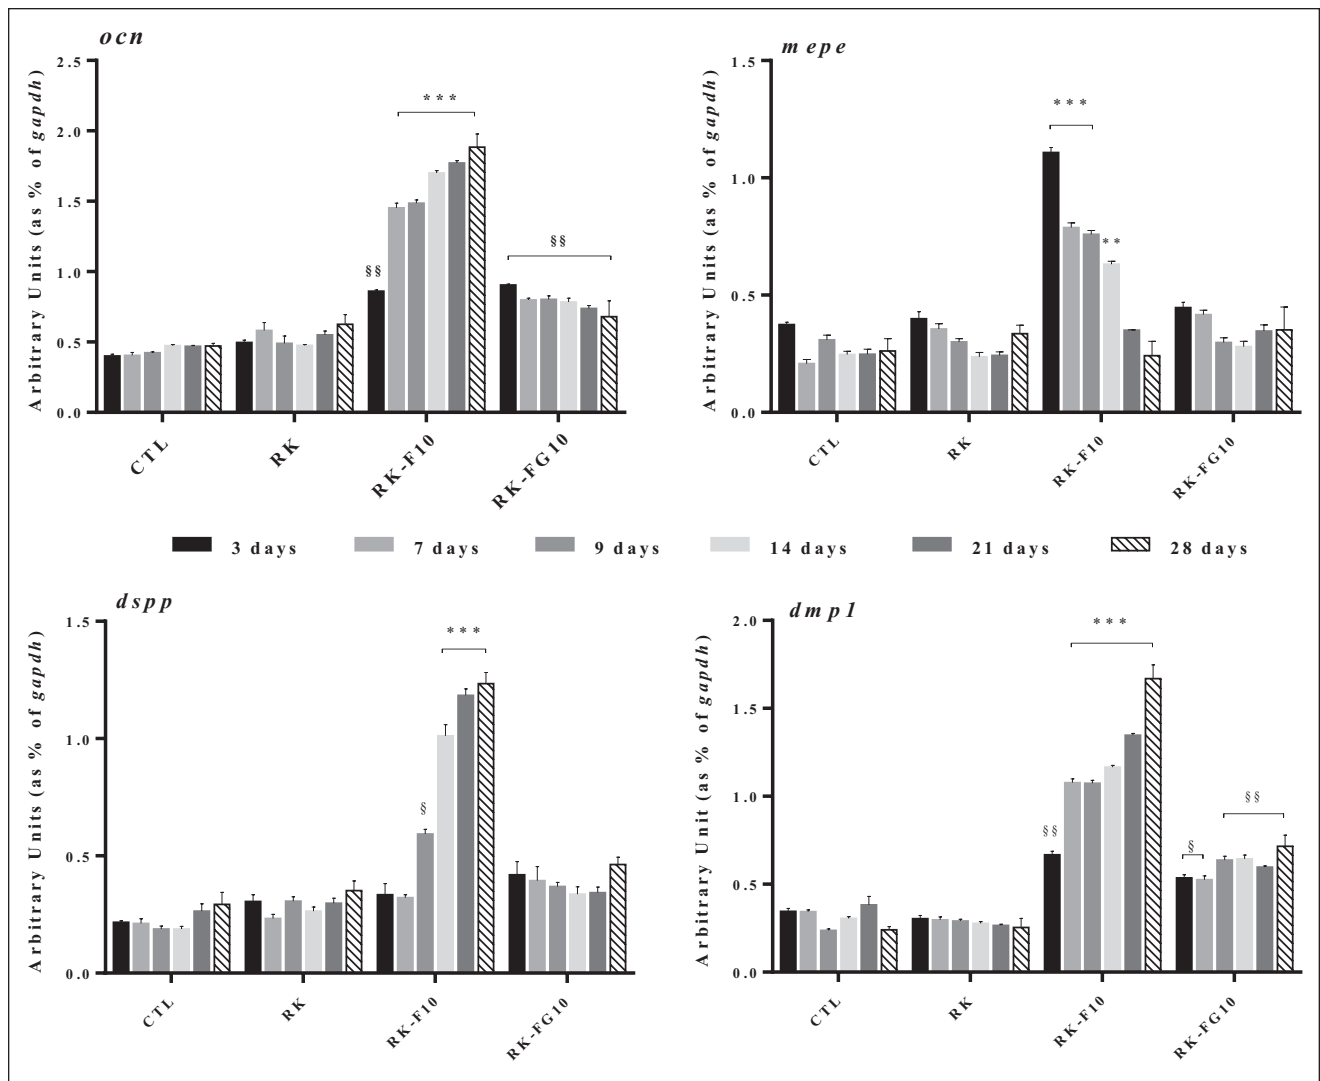 ocn
Arbitrary Units (as % of gapdh)
2.5
2.0
1.5
1.0
0.5
0.0
***
§§
§§
CTL
RK
RK-F10
RK-FG10
mepe
Arbitrary Units (as % of gapdh)
1.5
1.0
0.5
0.0
***
**
CTL
RK
RK-F10
RK-FG10
3 days 7 days 9 days 14 days 21 days 28 days
dspp
Arbitrary Units (as % of gapdh)
1.5
1.0
0.5
0.0
***
§
CTL
RK
RK-F10
RK-FG10
dmp1
Arbitrary Unit (as % of gapdh)
2.0
1.5
1.0
0.5
0.0
***
§§
§§
§
CTL
RK
RK-F10
RK-FG10